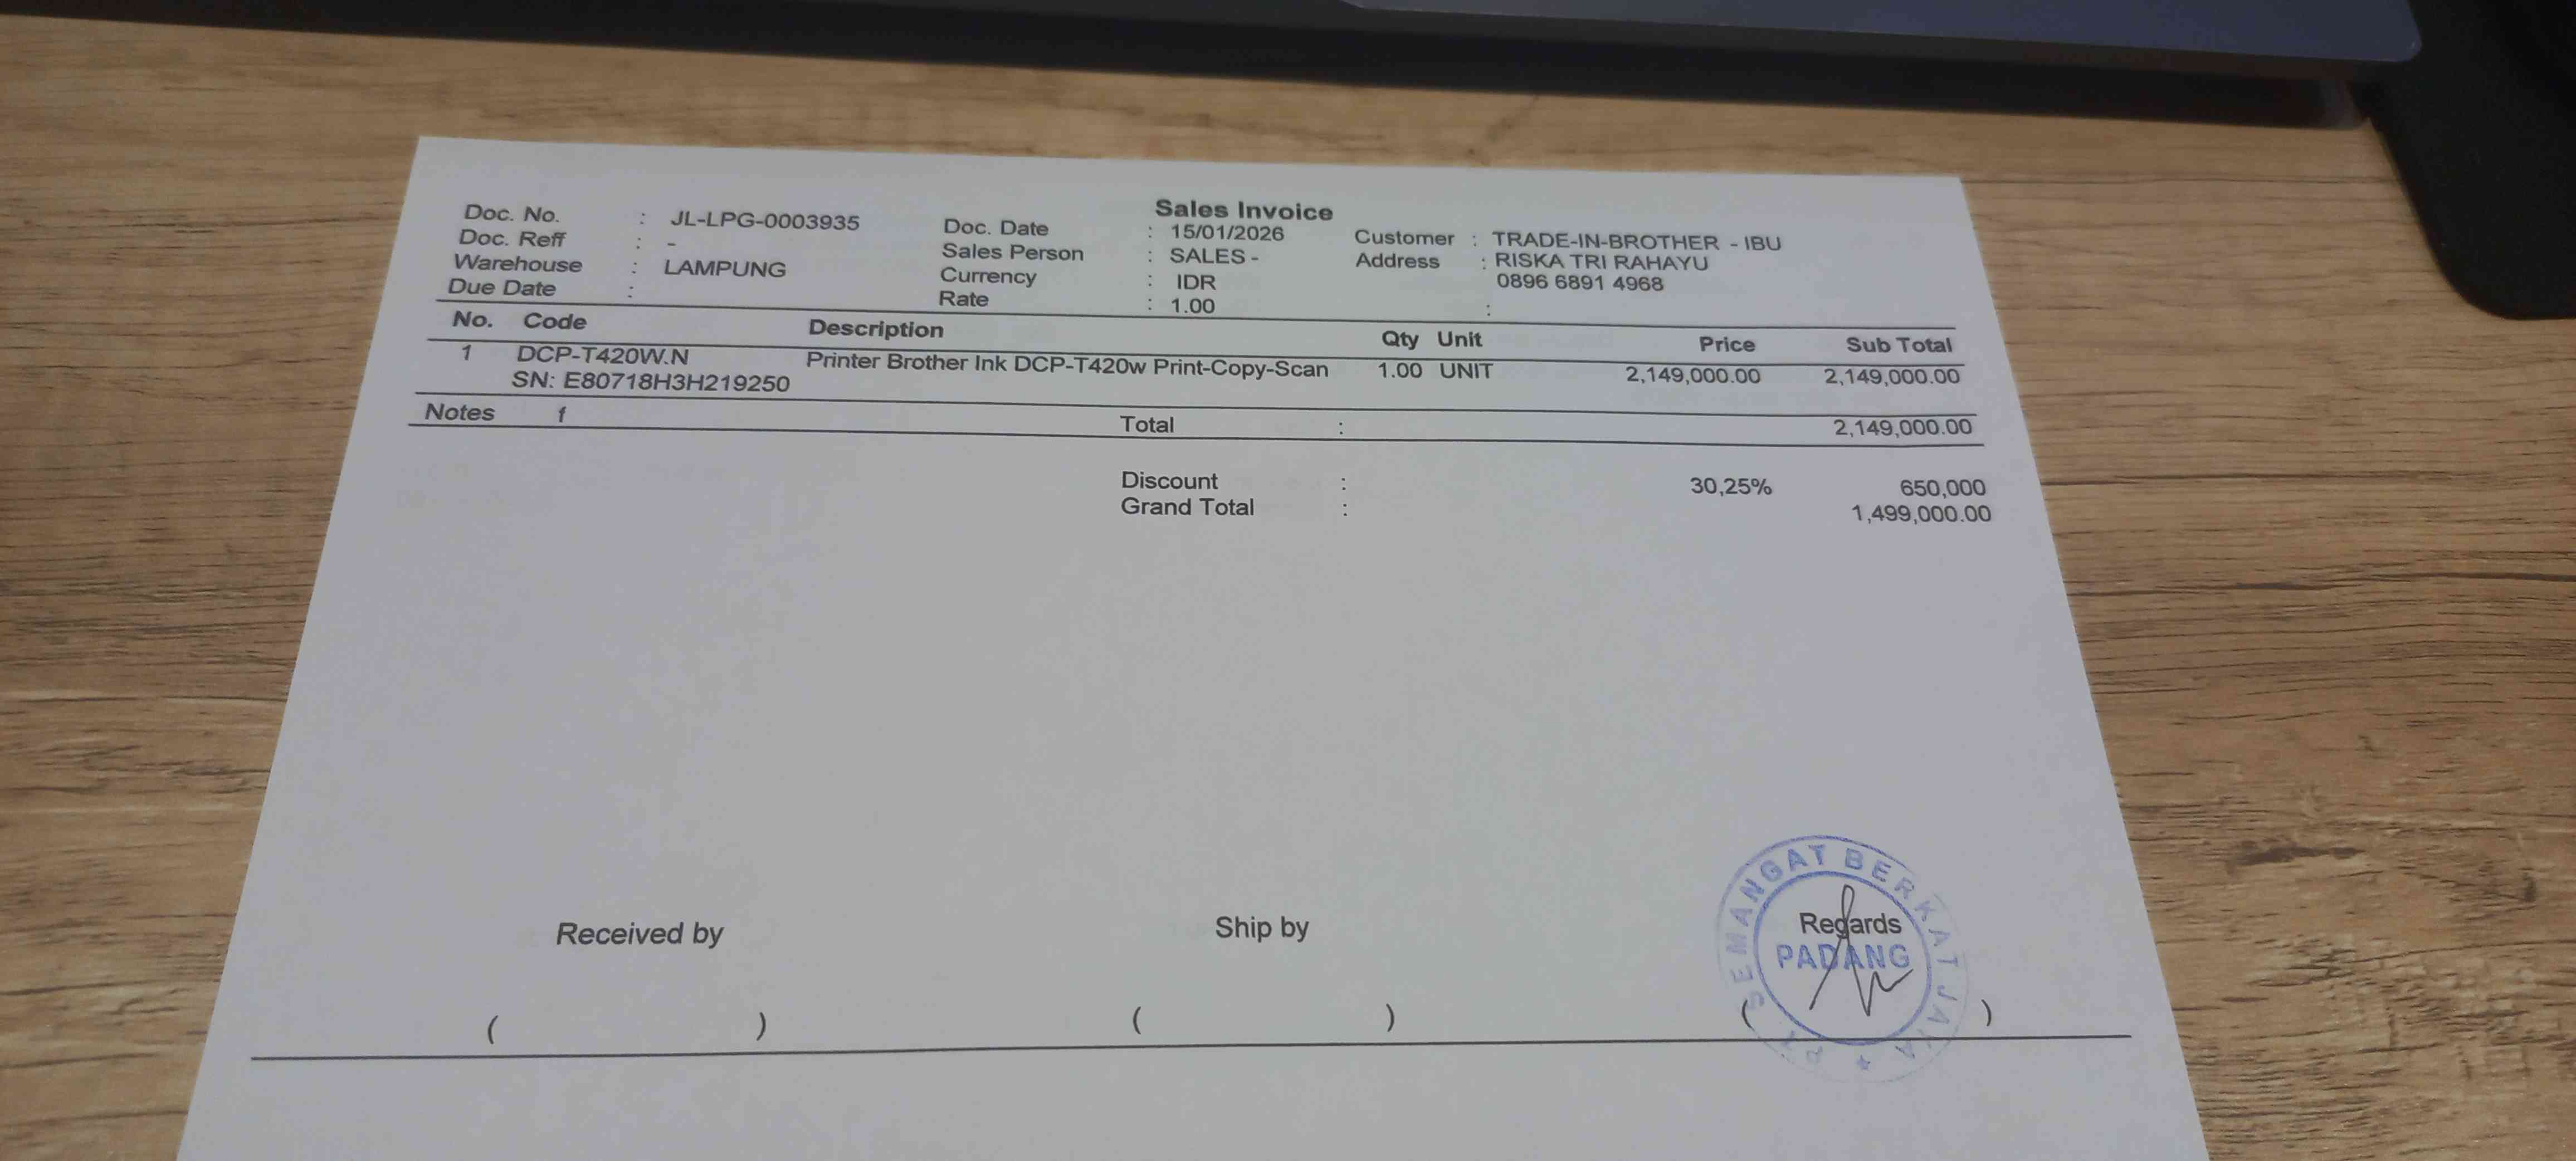 Sales Invoice
Doc. No. : JL-LPG-0003935
Doc. Reff : -
Warehouse : LAMPUNG
Due Date :
Doc. Date : 15/01/2026
Sales Person : SALES -
Currency : IDR
Rate : 1.00
Customer : TRADE-IN-BROTHER - IBU
Address : RISKA TRI RAHAYU
0896 6891 4968
:
No. Code Description Qty Unit Price Sub Total
1 DCP-T420W.N Printer Brother Ink DCP-T420w Print-Copy-Scan 1.00 UNIT 2,149,000.00 2,149,000.00
SN: E80718H3H219250
Notes f Total : 2,149,000.00
Discount : 30,25% 650,000
Grand Total : 1,499,000.00
Received by Ship by Regards
PT. SEMANGAT BERKAT JAYA
PADANG
( ) ( ) ( )